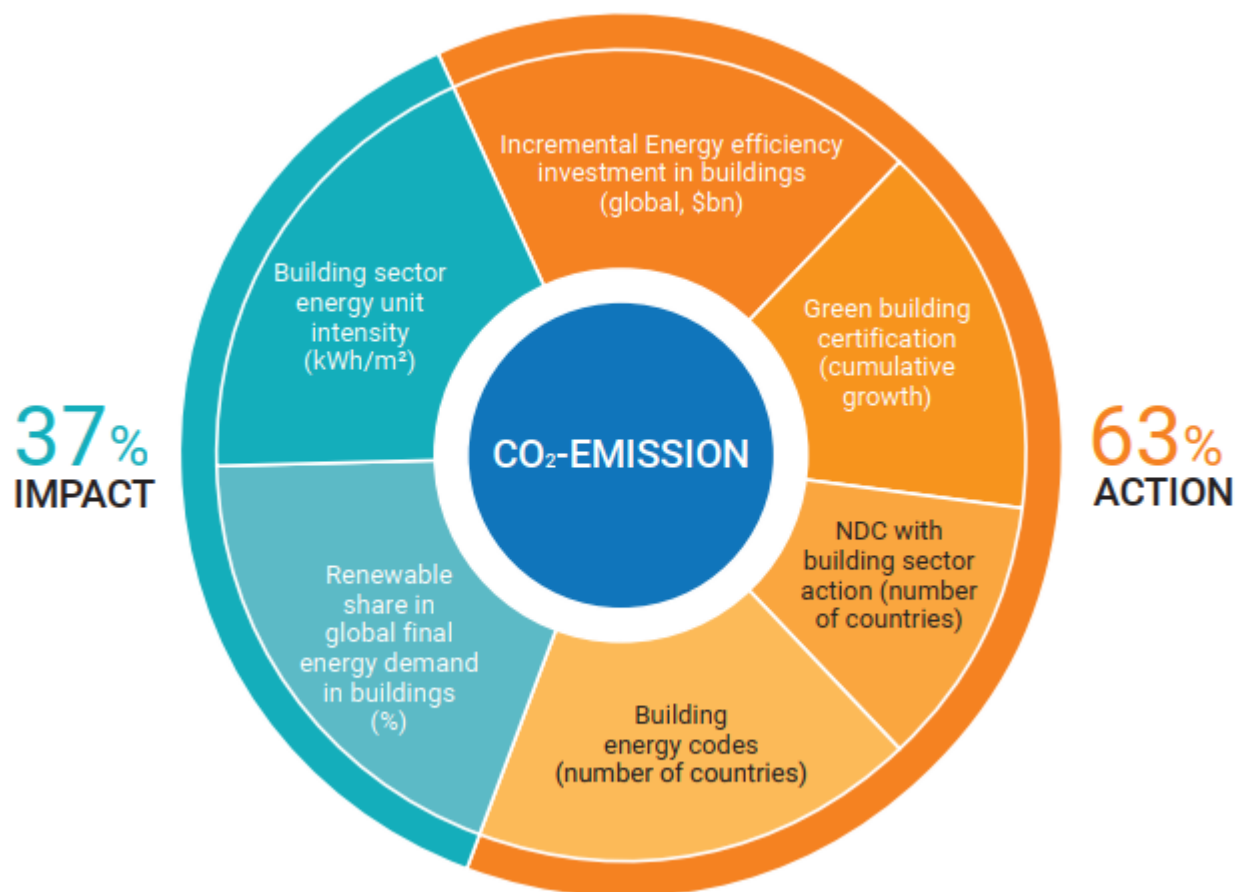 Incremental Energy efficiency
investment in buildings
(global, $bn)
Building sector
energy unit
intensity
(kWh/m²)
Green building
certification
(cumulative
growth)
37%
IMPACT
CO₂-EMISSION
63%
ACTION
NDC with
building sector
action (number
of countries)
Renewable
share in
global final
energy demand
in buildings
(%)
Building
energy codes
(number of countries)